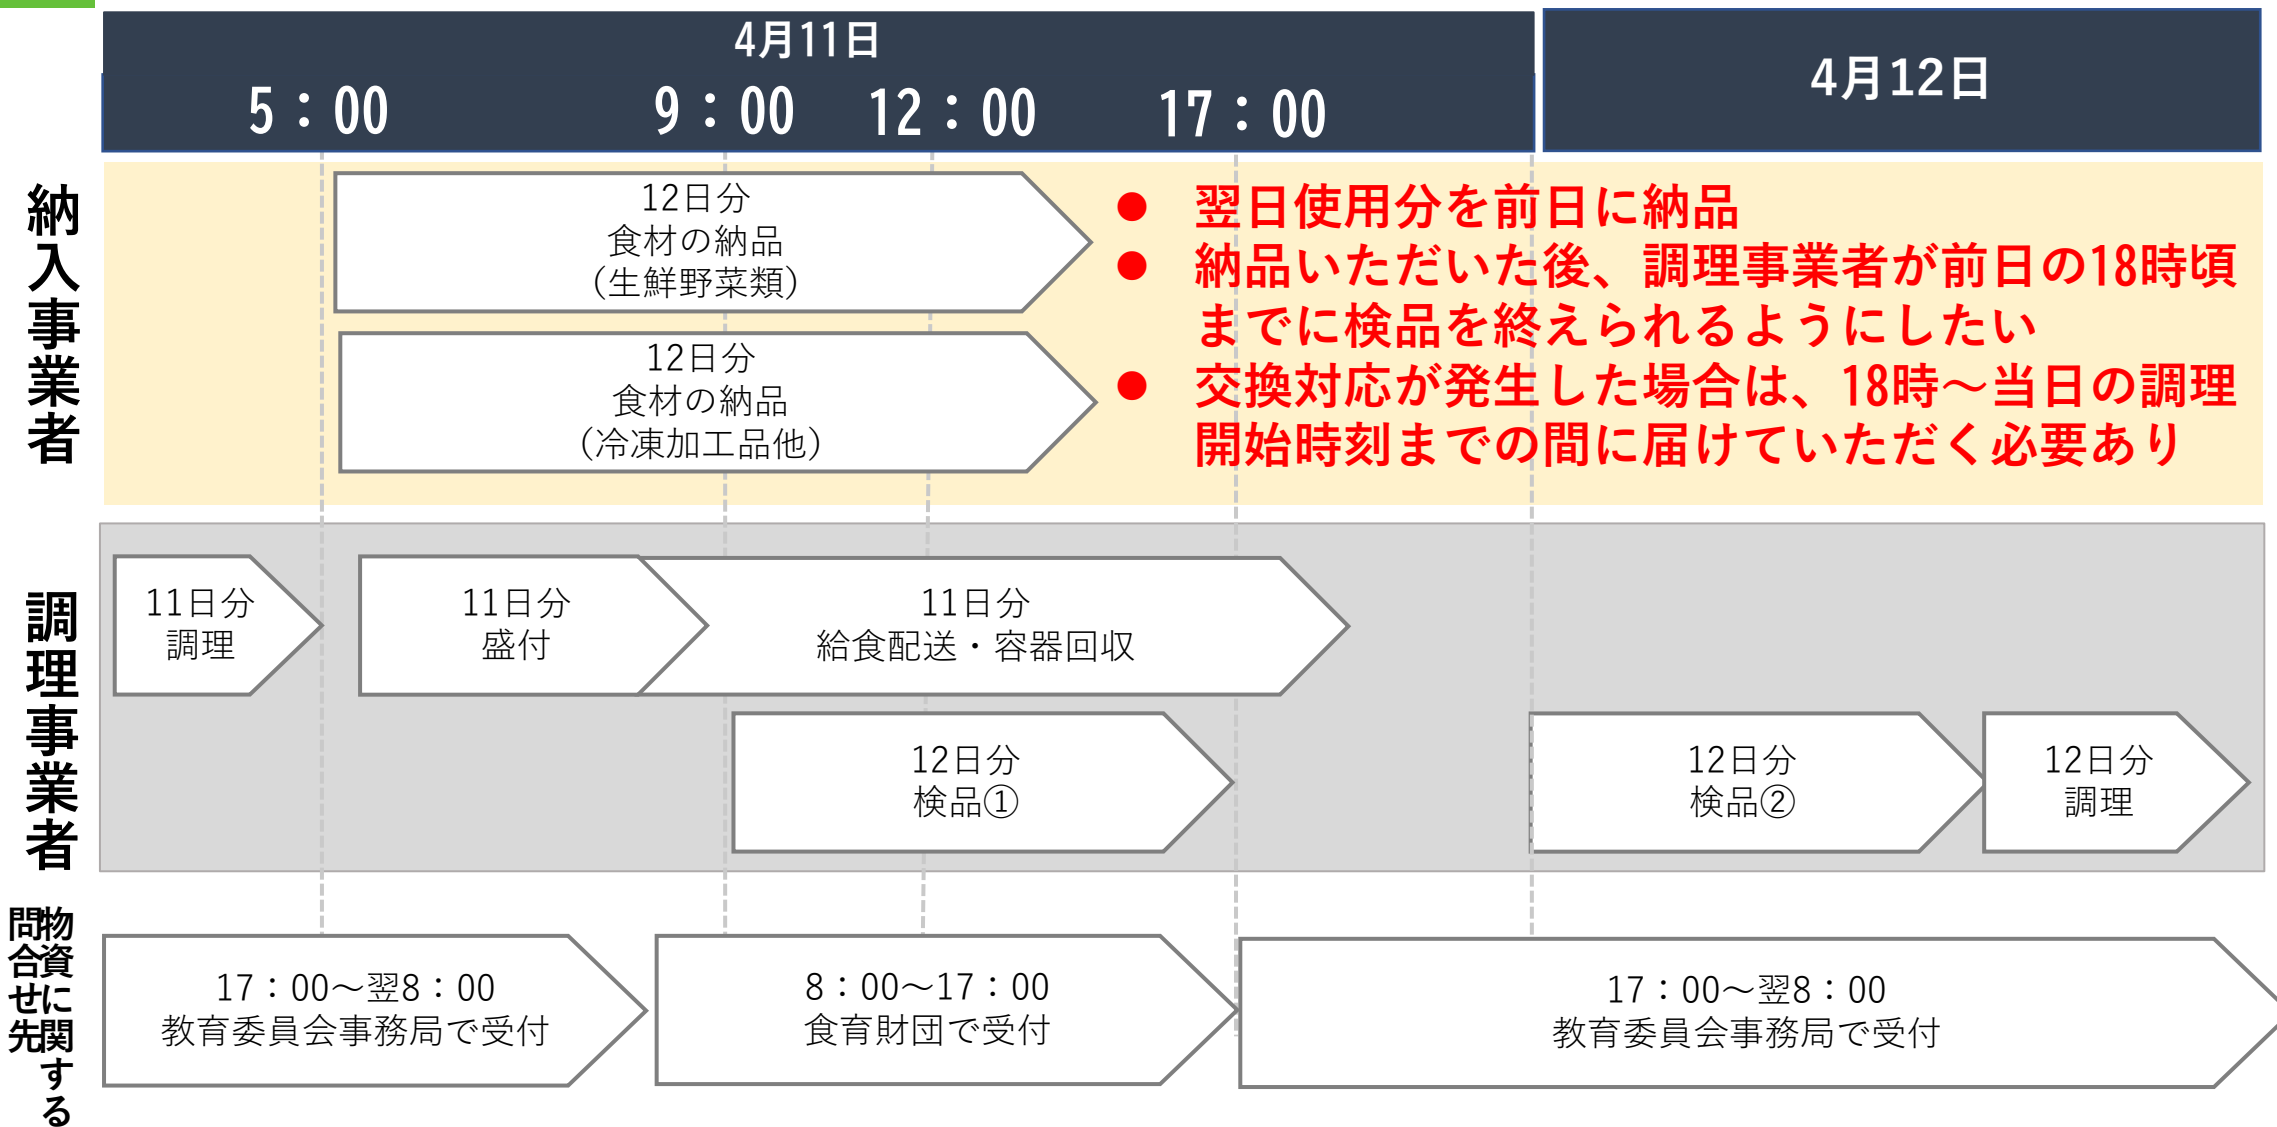 4月11日
5：00
9：00
12：00
17：00
4月12日
納入事業者
12日分
食材の納品
（生鮮野菜類）
12日分
食材の納品
（冷凍加工品他）
● 翌日使用分を前日に納品
● 納品いただいた後、調理事業者が前日の18時頃
までに検品を終えられるようにしたい
● 交換対応が発生した場合は、18時～当日の調理
開始時刻までの間に届けていただく必要あり
調理事業者
11日分
調理
11日分
盛付
11日分
給食配送・容器回収
12日分
検品①
12日分
検品②
12日分
調理
物資に関する
問合せ先
17：00～翌8：00
教育委員会事務局で受付
8：00～17：00
食育財団で受付
17：00～翌8：00
教育委員会事務局で受付